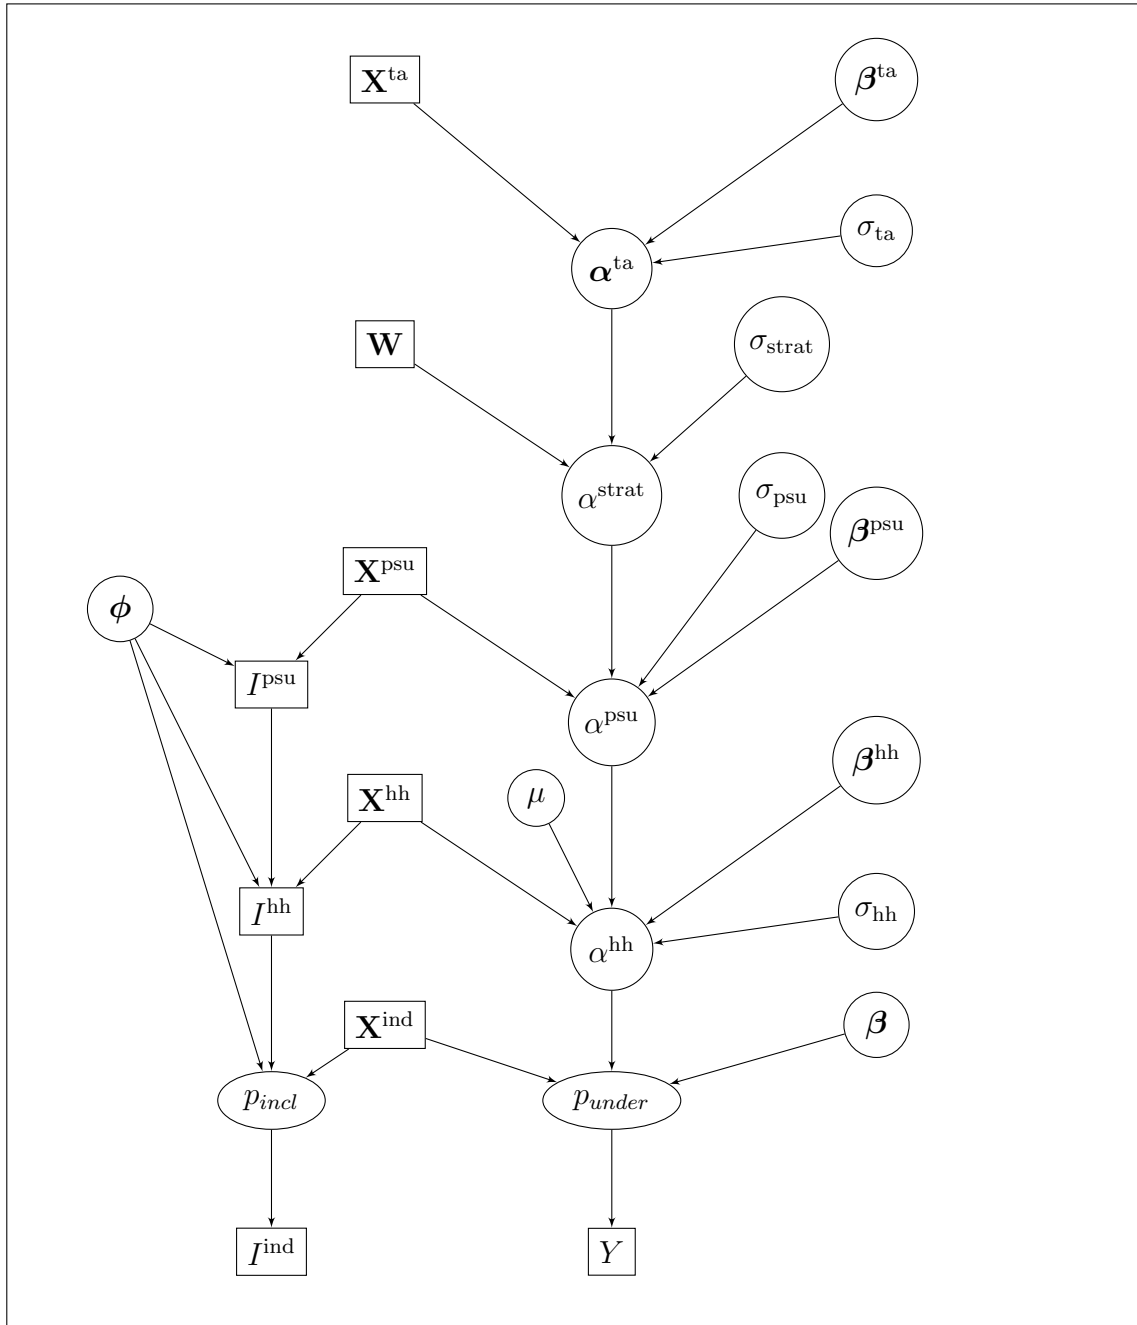 𝐗^ta
𝜷^ta
σ_ta
𝜶^ta
𝐖
σ_strat
α^strat
σ_psu
𝜷^psu
𝐗^psu
𝝓
I^psu
α^psu
𝜷^hh
𝐗^hh
μ
I^hh
σ_hh
α^hh
𝐗^ind
𝜷
p_incl
p_under
I^ind
Y